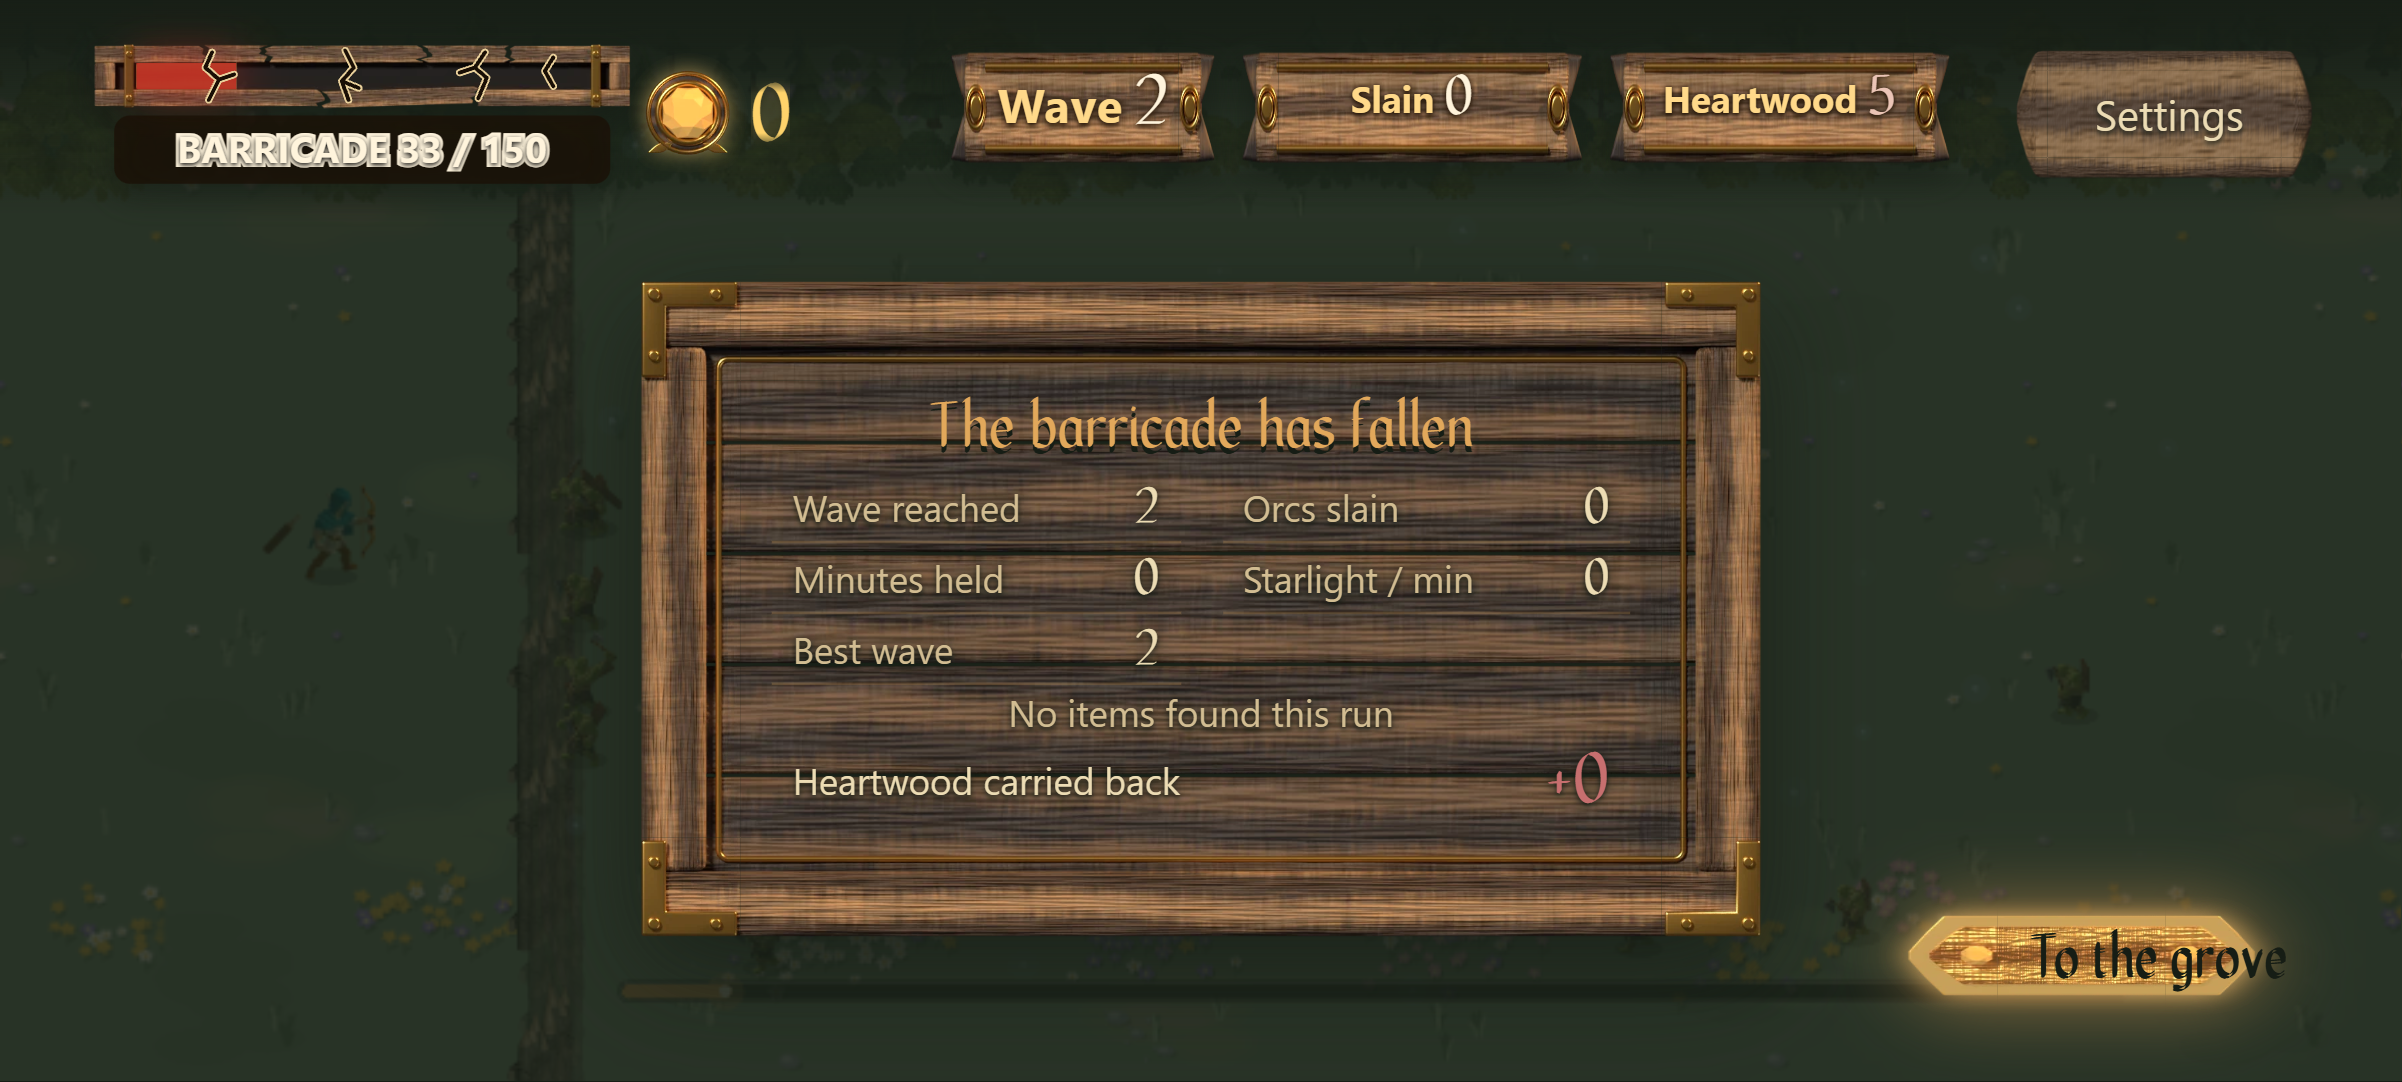 BARRICADE 33 / 150
0
Wave 2
Slain 0
Heartwood 5
Settings
The barricade has fallen
Wave reached 2
Orcs slain 0
Minutes held 0
Starlight / min 0
Best wave 2
No items found this run
Heartwood carried back +0
To the grove